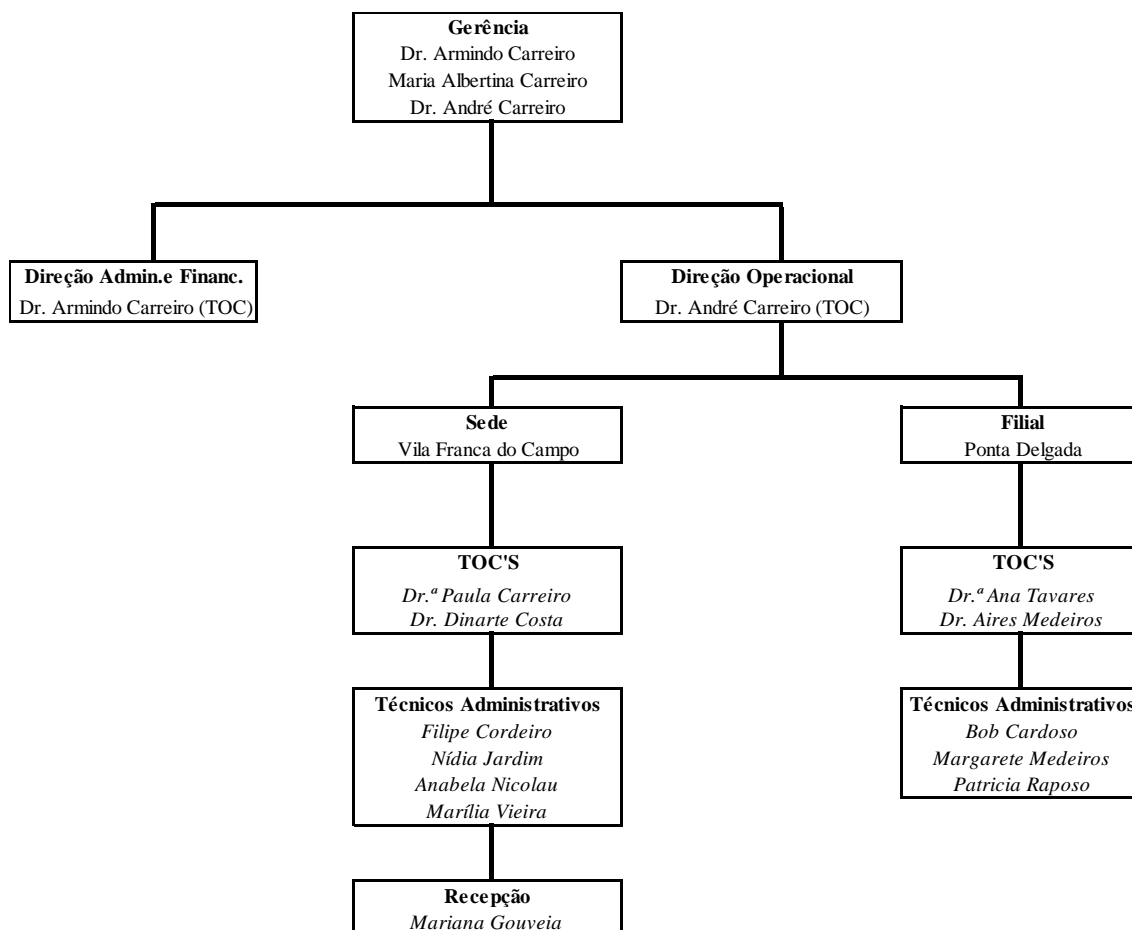 Gerência
Dr. Armindo Carreiro
Maria Albertina Carreiro
Dr. André Carreiro
Direção Admin.e Financ.
Dr. Armindo Carreiro (TOC)
Direção Operacional
Dr. André Carreiro (TOC)
Sede
Vila Franca do Campo
Filial
Ponta Delgada
TOC'S
Dr.ª Paula Carreiro
Dr. Dinarte Costa
TOC'S
Dr.ª Ana Tavares
Dr. Aires Medeiros
Técnicos Administrativos
Filipe Cordeiro
Nídia Jardim
Anabela Nicolau
Marília Vieira
Técnicos Administrativos
Bob Cardoso
Margarete Medeiros
Patricia Raposo
Recepção
Mariana Gouveia